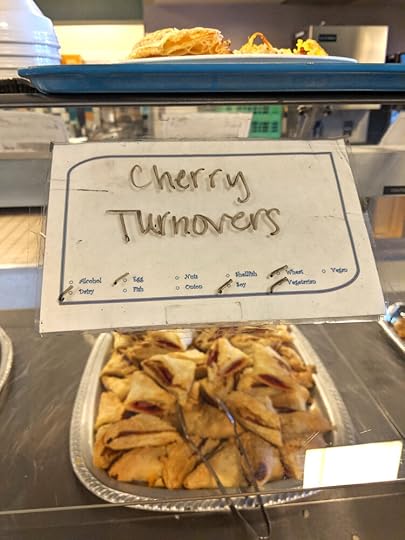 Cherry
Turnovers
Alcohol Egg Nuts Shellfish Wheat Vegan
Dairy Fish Onion Soy Vegetarian